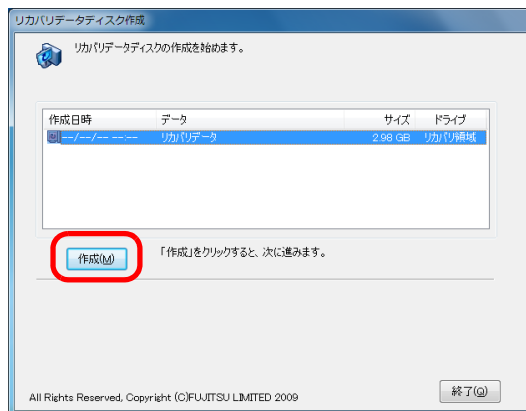 リカバリデータディスク作成
リカバリデータディスクの作成を始めます。
作成日時 データ サイズ ドライブ
--/--/-- --:-- リカバリデータ 2.98 GB リカバリ領域
作成(M) 「作成」をクリックすると、次に進みます。
All Rights Reserved, Copyright (C)FUJITSU LIMITED 2009
終了(Q)